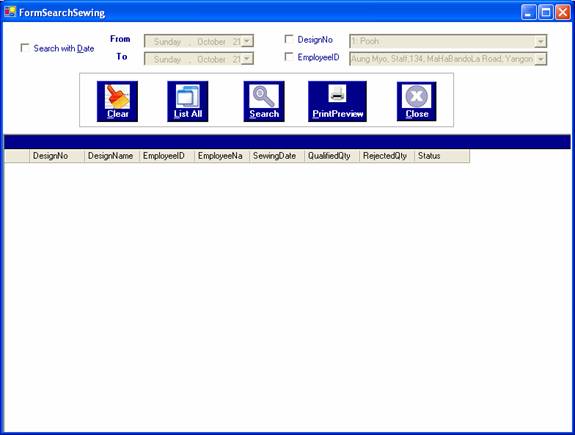 FormSearchSewing
From Sunday , October 21 DesignNo 1: Pooh
Search with Date
To Sunday , October 21 EmployeeID Aung Myo, Staff,134, MaHaBandoLa Road, Yangon
Clear List All Search PrintPreview Close
DesignNo DesignName EmployeeID EmployeeNa SewingDate QualifiedQty RejectedQty Status